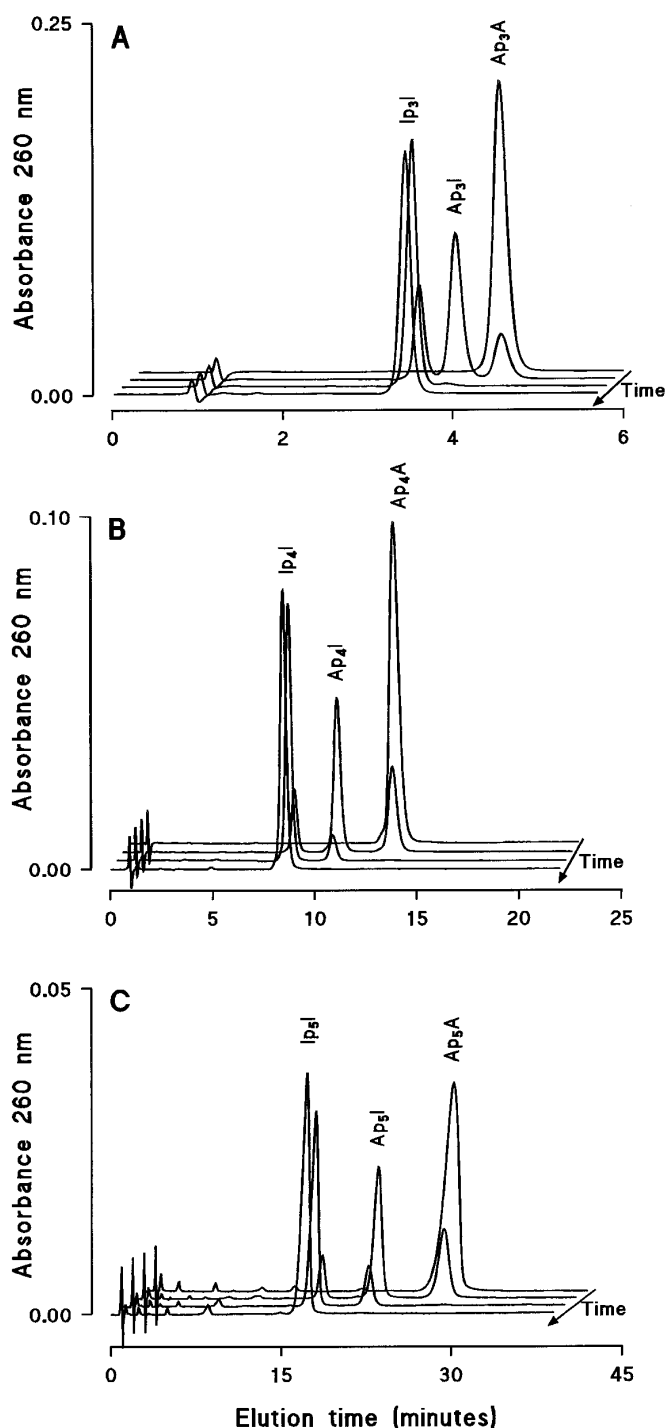 A
0.25
Absorbance 260 nm
0.00
Ip₃I
Ap₃I
Ap₃A
Time
0 2 4 6
B
0.10
Absorbance 260 nm
0.00
Ip₄I
Ap₄I
Ap₄A
Time
0 5 10 15 20 25
C
0.05
Absorbance 260 nm
0.00
Ip₅I
Ap₅I
Ap₅A
Time
0 15 30 45
Elution time (minutes)